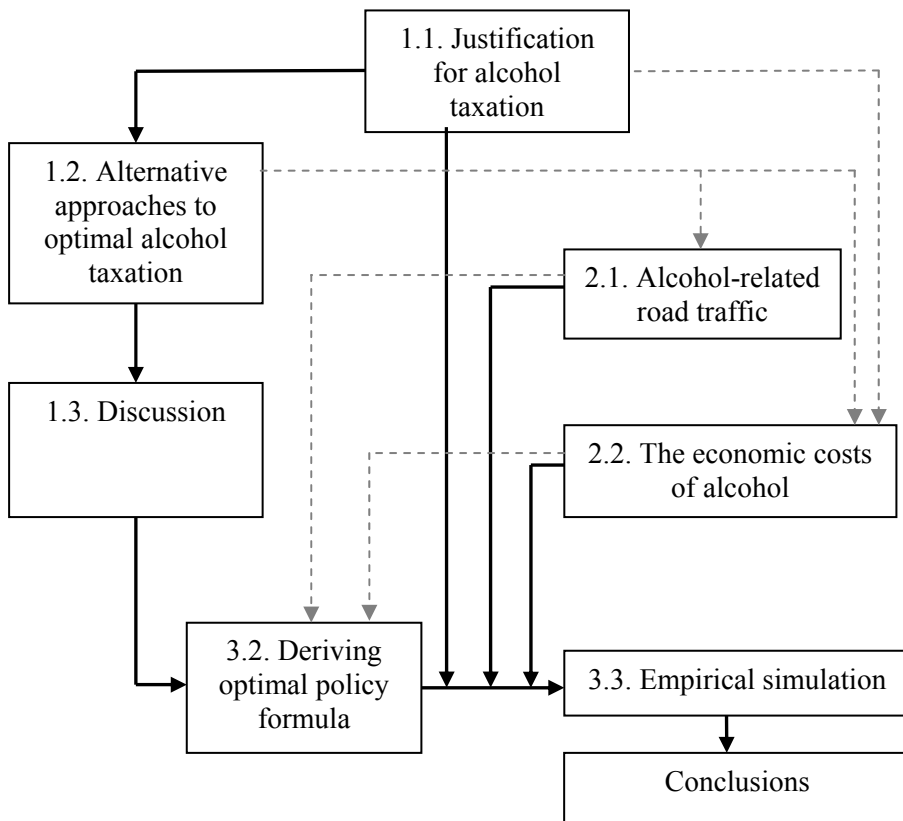 1.1. Justification
for alcohol
taxation
1.2. Alternative
approaches to
optimal alcohol
taxation
2.1. Alcohol-related
road traffic
1.3. Discussion
2.2. The economic costs
of alcohol
3.2. Deriving
optimal policy
formula
3.3. Empirical simulation
Conclusions